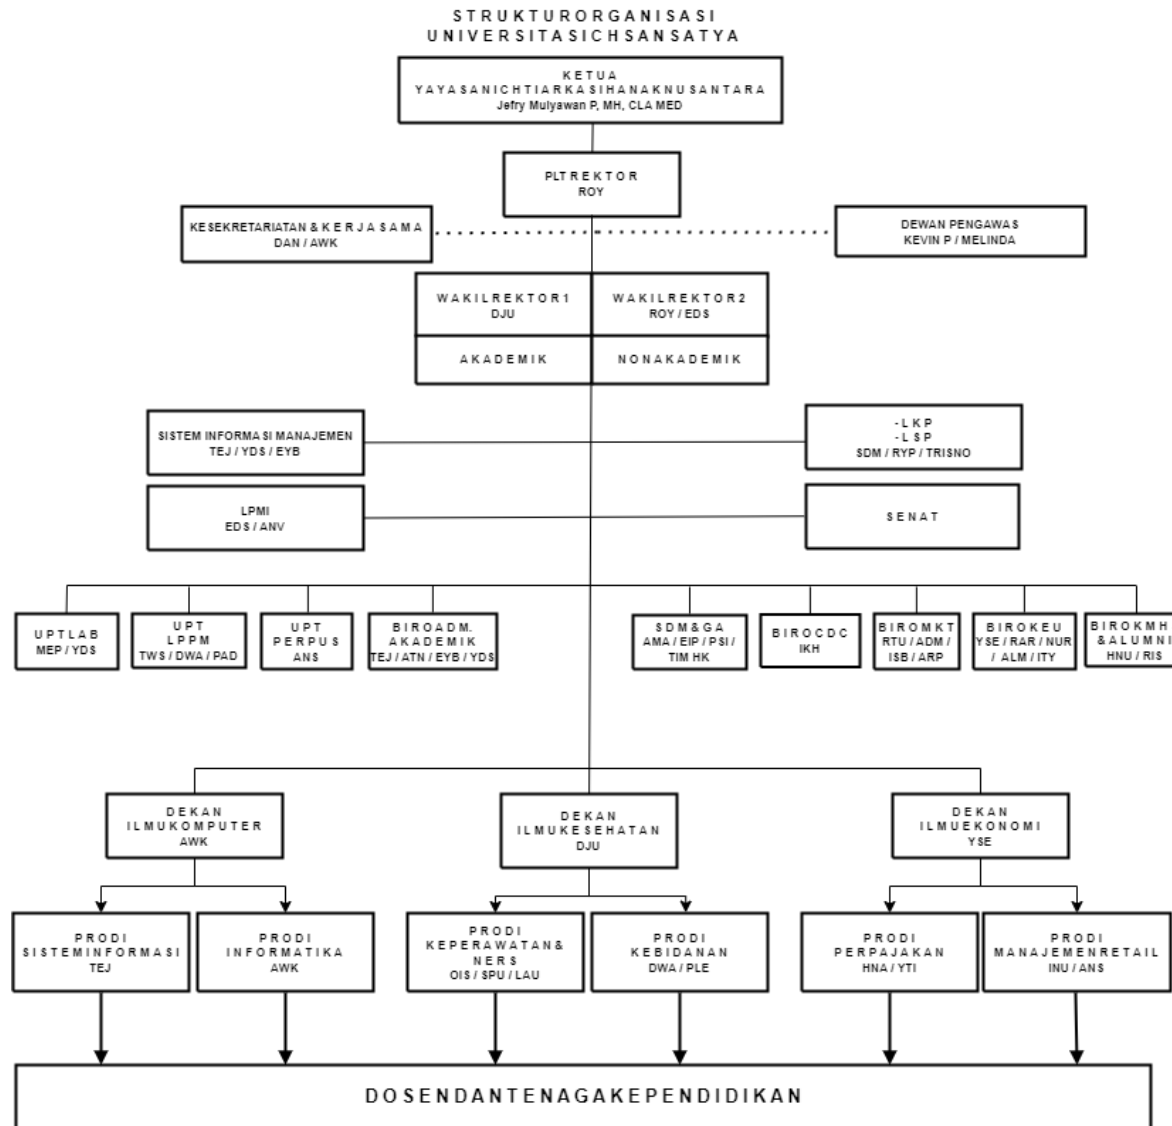 STRUKTURORGANISASI
UNIVERSITASICHSANSATYA
KETUA
YAYASANICHTIARKASIHANAKNUSANTARA
Jefry Mulyawan P, MH, CLA MED
PLTREKTOR
ROY
KESEKRETARIATAN & KERJASAMA
DAN / AWK
DEWAN PENGAWAS
KEVIN P / MELINDA
WAKILREKTOR1
DJU
WAKILREKTOR2
ROY / EDS
AKADEMIK
NONAKADEMIK
SISTEM INFORMASI MANAJEMEN
TEJ / YDS / EYB
- LKP
- LSP
SDM / RYP / TRISNO
LPMI
EDS / ANV
SENAT
UPTLAB
MEP / YDS
UPT
LPPM
TWS / DWA / PAD
UPT
PERPUS
ANS
BIROADM.
AKADEMIK
TEJ / ATN / EYB / YDS
SDM&GA
AMA / EIP / PSI /
TIM HK
BIROCDC
IKH
BIROMKT
RTU / ADM /
ISB / ARP
BIROKEU
YSE / RAR / NUR
/ ALM / ITY
BIROKMH
&ALUMNI
HNU / RIS
DEKAN
ILMUKOMPUTER
AWK
DEKAN
ILMUKESEHATAN
DJU
DEKAN
ILMUEKONOMI
YSE
PRODI
SISTEMINFORMASI
TEJ
PRODI
INFORMATIKA
AWK
PRODI
KEPERAWATAN&
NERS
OIS / SPU / LAU
PRODI
KEBIDANAN
DWA / PLE
PRODI
PERPAJAKAN
HNA / YTI
PRODI
MANAJEMENRETAIL
INU / ANS
DOSENDANTENAGAKEPENDIDIKAN